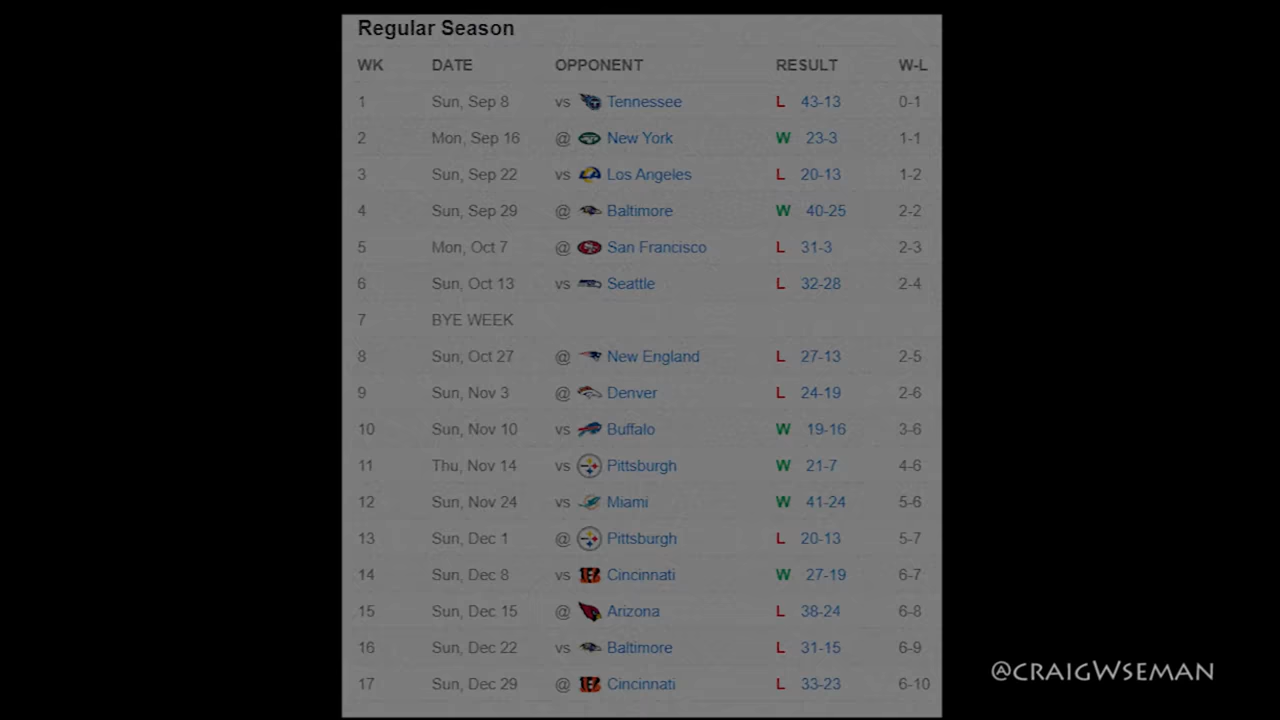 Regular Season
WK DATE OPPONENT RESULT W-L
1 Sun, Sep 8 vs Tennessee L 43-13 0-1
2 Mon, Sep 16 @ New York W 23-3 1-1
3 Sun, Sep 22 vs Los Angeles L 20-13 1-2
4 Sun, Sep 29 @ Baltimore W 40-25 2-2
5 Mon, Oct 7 @ San Francisco L 31-3 2-3
6 Sun, Oct 13 vs Seattle L 32-28 2-4
7 BYE WEEK
8 Sun, Oct 27 @ New England L 27-13 2-5
9 Sun, Nov 3 @ Denver L 24-19 2-6
10 Sun, Nov 10 vs Buffalo W 19-16 3-6
11 Thu, Nov 14 vs Pittsburgh W 21-7 4-6
12 Sun, Nov 24 vs Miami W 41-24 5-6
13 Sun, Dec 1 @ Pittsburgh L 20-13 5-7
14 Sun, Dec 8 vs Cincinnati W 27-19 6-7
15 Sun, Dec 15 @ Arizona L 38-24 6-8
16 Sun, Dec 22 vs Baltimore L 31-15 6-9
17 Sun, Dec 29 @ Cincinnati L 33-23 6-10
@CRAIGWSEMAN